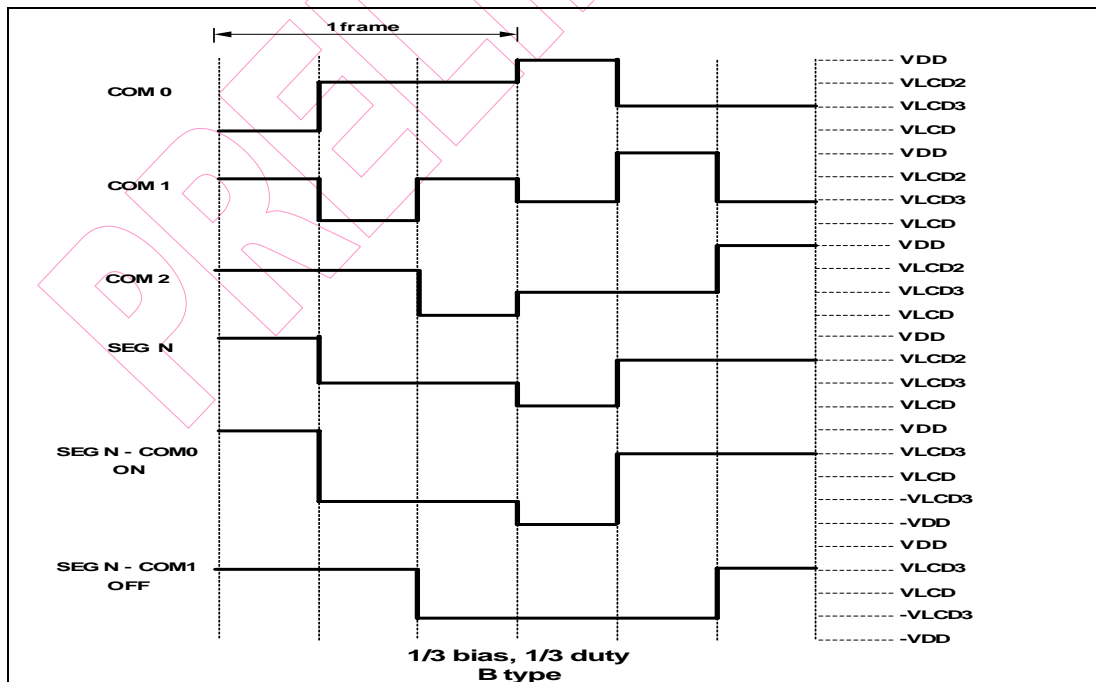 1 frame
COM 0
VDD
VLCD2
VLCD3
VLCD
COM 1
VDD
VLCD2
VLCD3
VLCD
COM 2
VDD
VLCD2
VLCD3
VLCD
SEG N
VDD
VLCD2
VLCD3
VLCD
SEG N - COM0
ON
VDD
VLCD3
VLCD
-VLCD3
-VDD
SEG N - COM1
OFF
VDD
VLCD3
VLCD
-VLCD3
-VDD
1/3 bias, 1/3 duty
B type